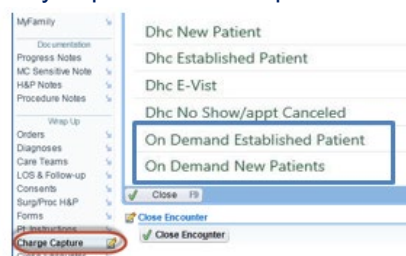 MyFamily
Documentation
Progress Notes
MC Sensitive Note
H&P Notes
Procedure Notes
Wrap Up
Orders
Diagnoses
Care Teams
LOS & Follow-up
Consents
Surg/Proc H&P
Forms
Pt Instructions
Charge Capture
Close Encounter
Dhc New Patient
Dhc Established Patient
Dhc E-Vist
Dhc No Show/appt Canceled
On Demand Established Patient
On Demand New Patients
Close F9
Close Encounter
Close Encounter